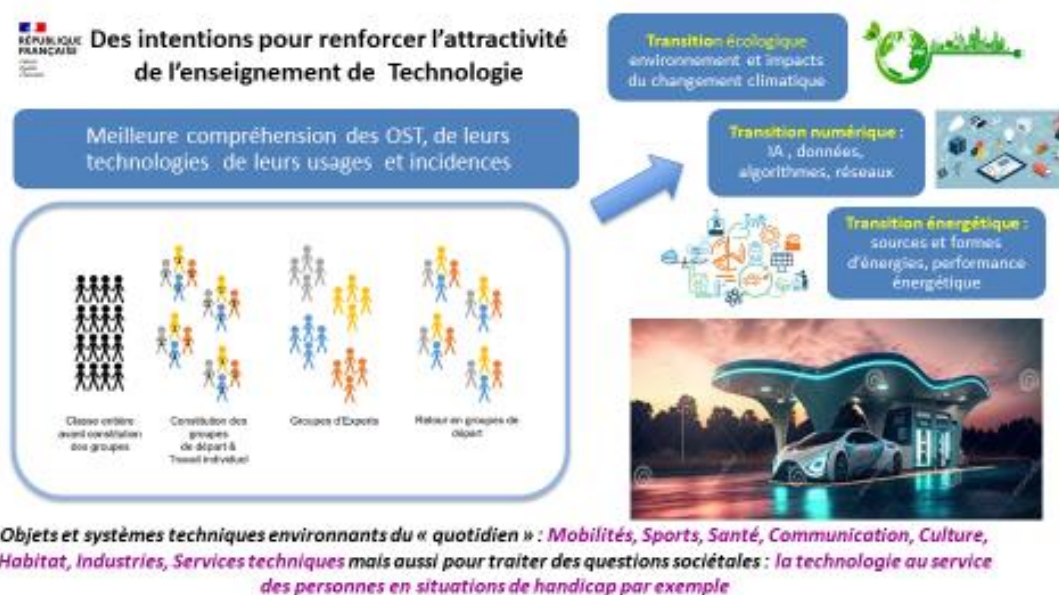 RÉPUBLIQUE
FRANÇAISE
Des intentions pour renforcer l'attractivité
de l'enseignement de Technologie
Meilleure compréhension des OST, de leurs
technologies de leurs usages et incidences
Transition écologique
environnement et impacts
du changement climatique
Transition numérique :
IA , données,
algorithmes, réseaux
Transition énergétique :
sources et formes
d'énergies, performance
énergétique
Classe entière
avant constitution
des groupes
Constitution des
groupes
de départ &
Travail individuel
Groupes d'Experts
Retour en groupes de
départ
Objets et systèmes techniques environnants du « quotidien » : Mobilités, Sports, Santé, Communication, Culture,
Habitat, Industries, Services techniques mais aussi pour traiter des questions sociétales : la technologie au service
des personnes en situations de handicap par exemple